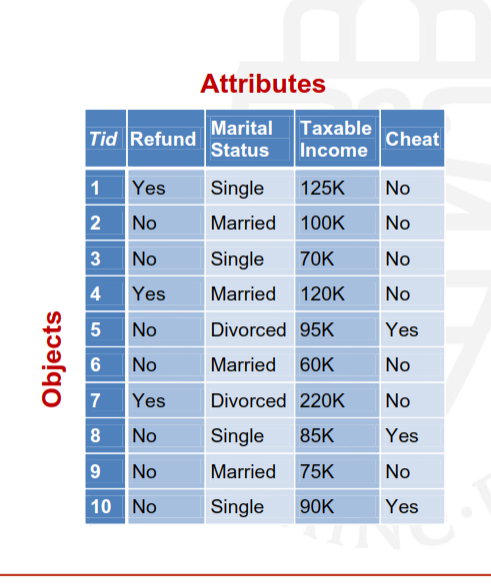 Attributes
Tid Refund Marital Status Taxable Income Cheat
1 Yes Single 125K No
2 No Married 100K No
3 No Single 70K No
4 Yes Married 120K No
5 No Divorced 95K Yes
6 No Married 60K No
7 Yes Divorced 220K No
8 No Single 85K Yes
9 No Married 75K No
10 No Single 90K Yes
Objects